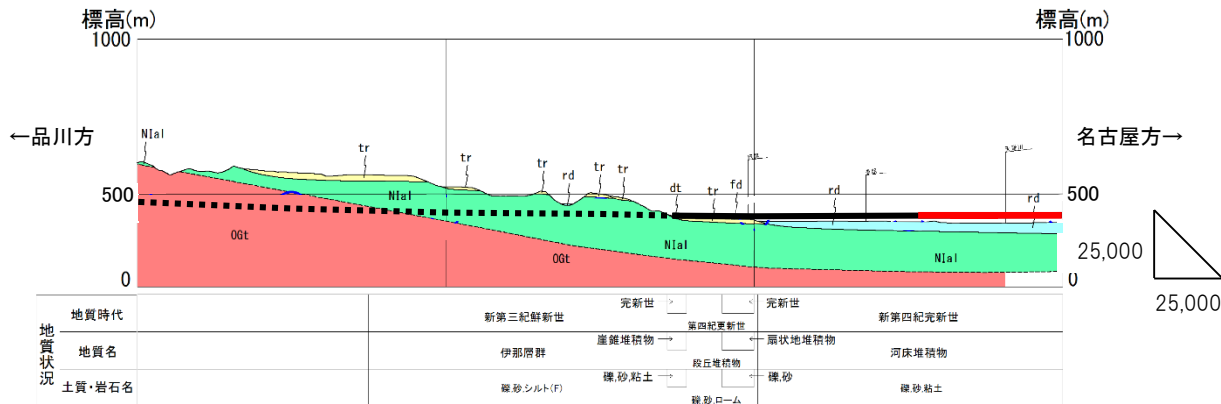 標高(m)
標高(m)
1000
1000
←品川方
名古屋方→
NIal
tr
tr
tr
rd
tr
tr
dt
tr
fd
rd
rd
500
500
NIal
OGt
OGt
NIal
NIal
0
0
25,000
25,000
地質状況
地質時代
新第三紀鮮新世
完新世
第四紀更新世
完新世
新第四紀完新世
地質名
伊那層群
崖錐堆積物
段丘堆積物
扇状地堆積物
河床堆積物
土質・岩石名
礫,砂,シルト(F)
礫,砂,粘土
礫,砂,ローム
礫,砂
礫,砂,粘土